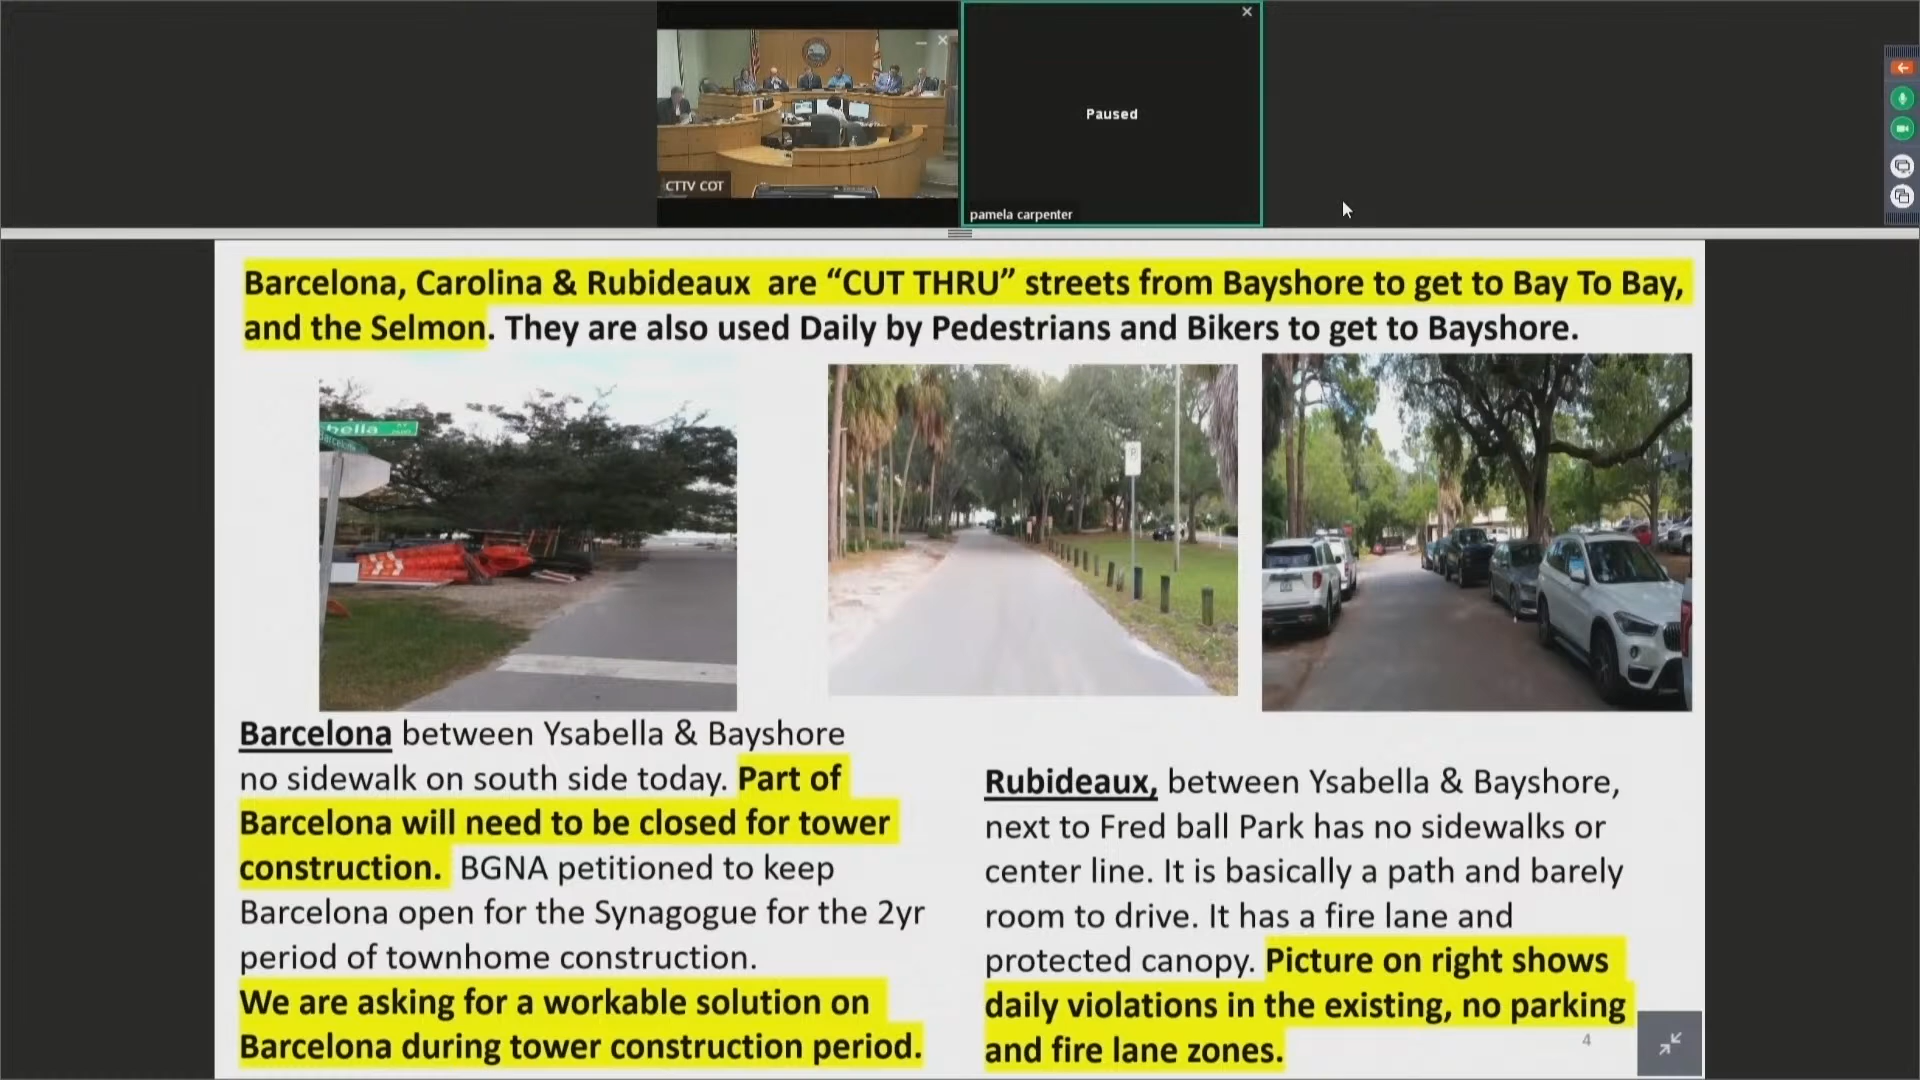 CTTV COT
Paused
pamela carpenter
Barcelona, Carolina & Rubideaux are “CUT THRU” streets from Bayshore to get to Bay To Bay,
and the Selmon. They are also used Daily by Pedestrians and Bikers to get to Bayshore.
bella
Barcelona
Barcelona between Ysabella & Bayshore
no sidewalk on south side today. Part of
Barcelona will need to be closed for tower
construction. BGNA petitioned to keep
Barcelona open for the Synagogue for the 2yr
period of townhome construction.
We are asking for a workable solution on
Barcelona during tower construction period.
Rubideaux, between Ysabella & Bayshore,
next to Fred ball Park has no sidewalks or
center line. It is basically a path and barely
room to drive. It has a fire lane and
protected canopy. Picture on right shows
daily violations in the existing, no parking
and fire lane zones.
4